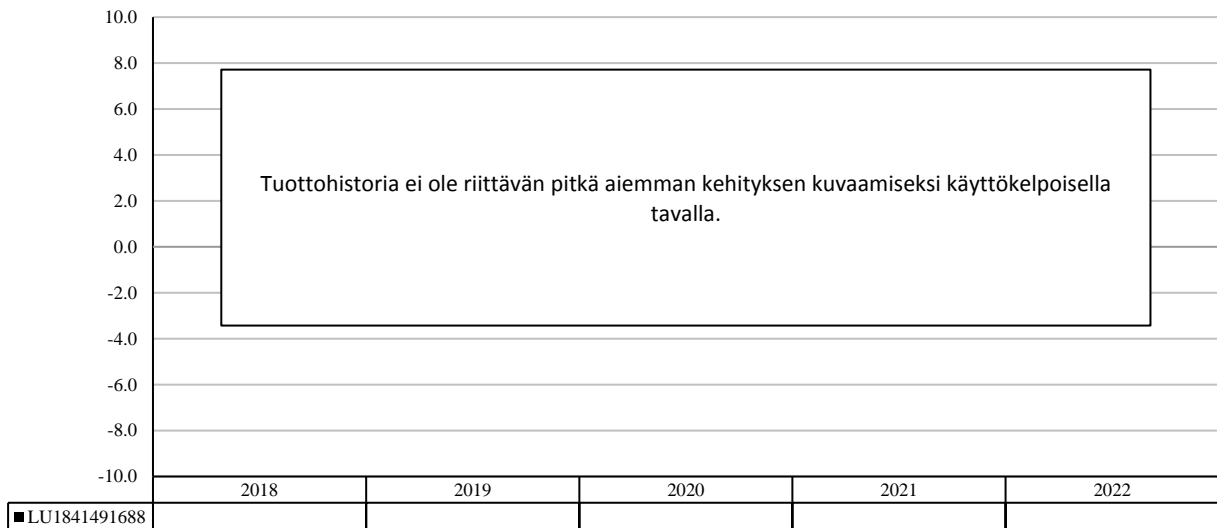 10.0
8.0
6.0
4.0
2.0
0.0
-2.0
-4.0
-6.0
-8.0
-10.0
Tuottohistoria ei ole riittävän pitkä aiemman kehityksen kuvaamiseksi käyttökelpoisella
tavalla.
2018 2019 2020 2021 2022
LU1841491688